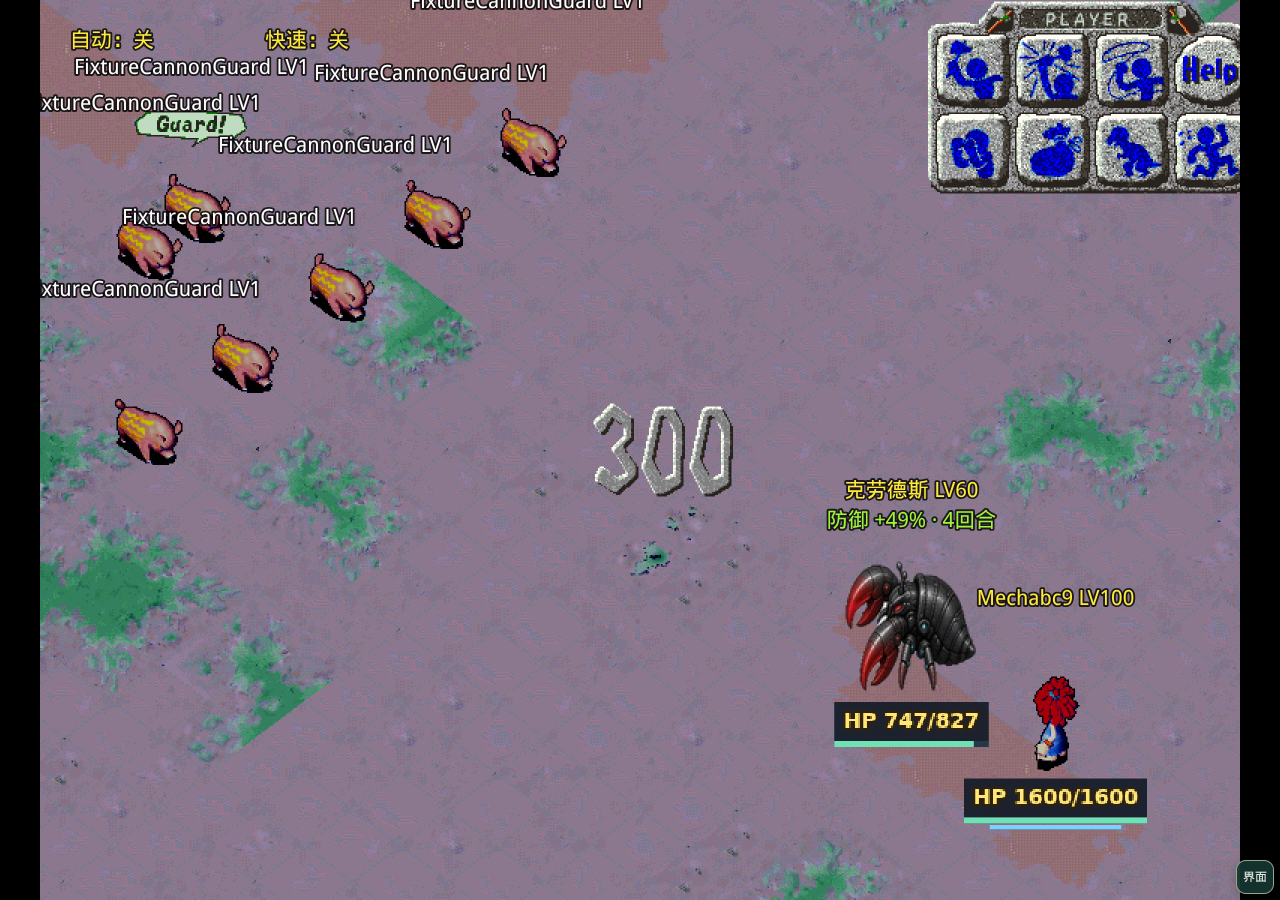 FixtureCannonGuard LV1
PLAYER
自动: 关
快速: 关
FixtureCannonGuard LV1
FixtureCannonGuard LV1
Help
xtureCannonGuard LV1
Guard!
FixtureCannonGuard LV1
FixtureCannonGuard LV1
xtureCannonGuard LV1
300
克劳德斯 LV60
防御 +49% · 4回合
Mechabc9 LV100
HP 747/827
HP 1600/1600
界面